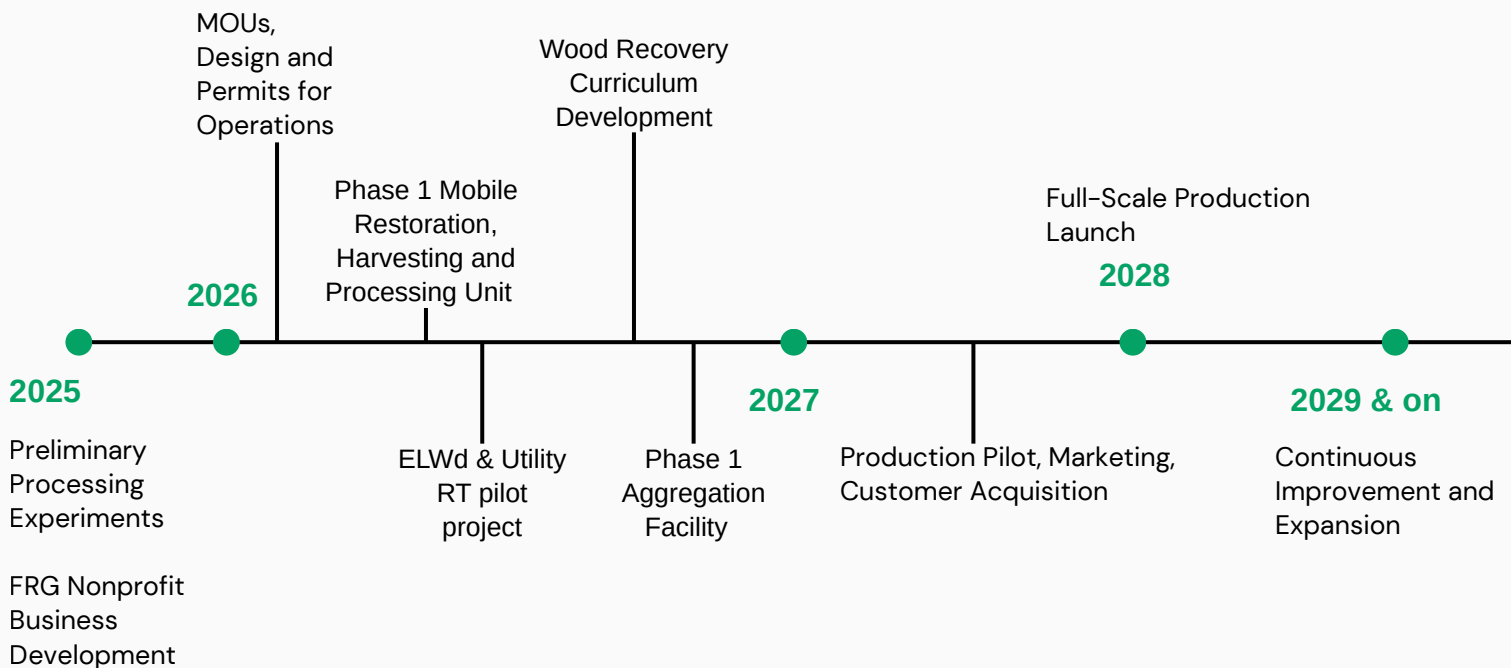 MOUs,
Design and
Permits for
Operations
Wood Recovery
Curriculum
Development
Phase 1 Mobile
Restoration,
Harvesting and
Processing Unit
Full-Scale Production
Launch
2026
2028
2025
2027
2029 & on
Preliminary
Processing
Experiments
FRG Nonprofit
Business
Development
ELWd & Utility
RT pilot
project
Phase 1
Aggregation
Facility
Production Pilot, Marketing,
Customer Acquisition
Continuous
Improvement and
Expansion